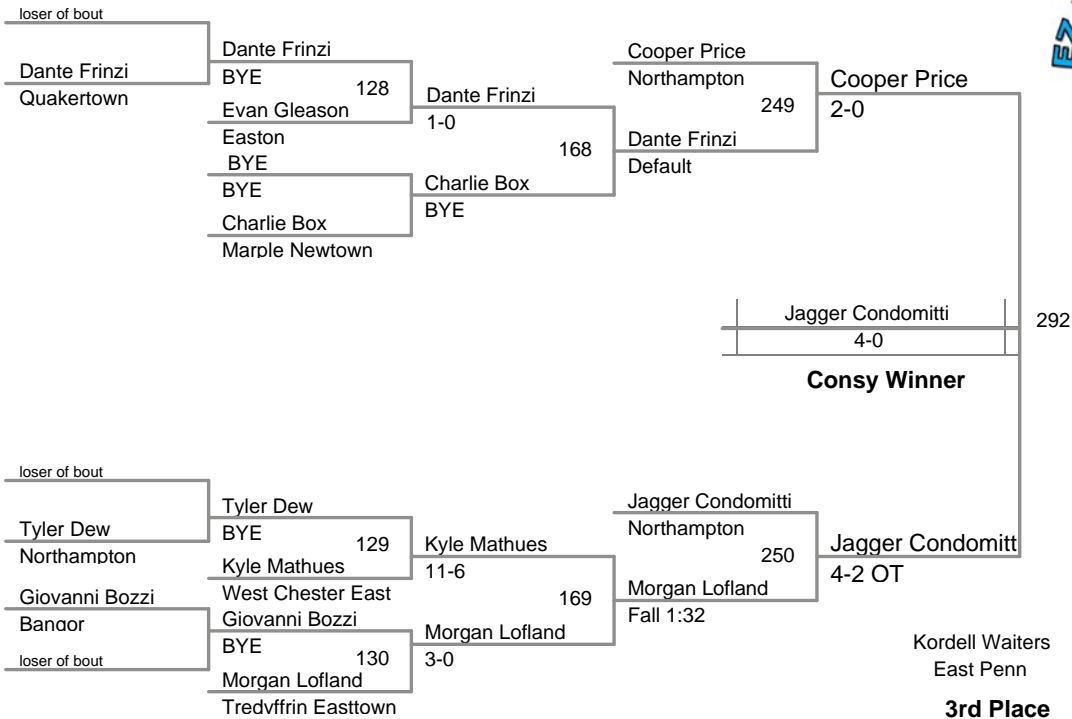 loser of bout
Dante Frinzi
Quakertown
Dante Frinzi
BYE
128
Evan Gleason
Easton
BYE
BYE
Charlie Box
Marple Newtown
Dante Frinzi
1-0
168
Charlie Box
BYE
Cooper Price
Northampton
249
Dante Frinzi
Default
Cooper Price
2-0
Jagger Condomitti
4-0
292
Consy Winner
loser of bout
Tyler Dew
Northampton
Giovanni Bozzi
Bangor
loser of bout
Tyler Dew
BYE
129
Kyle Mathues
West Chester East
Giovanni Bozzi
BYE
130
Morgan Lofland
Tredyffrin Easttown
Kyle Mathues
11-6
169
Morgan Lofland
3-0
Jagger Condomitti
Northampton
250
Morgan Lofland
Fall 1:32
Jagger Condomitt
4-2 OT
Kordell Waiters
East Penn
3rd Place
EZ